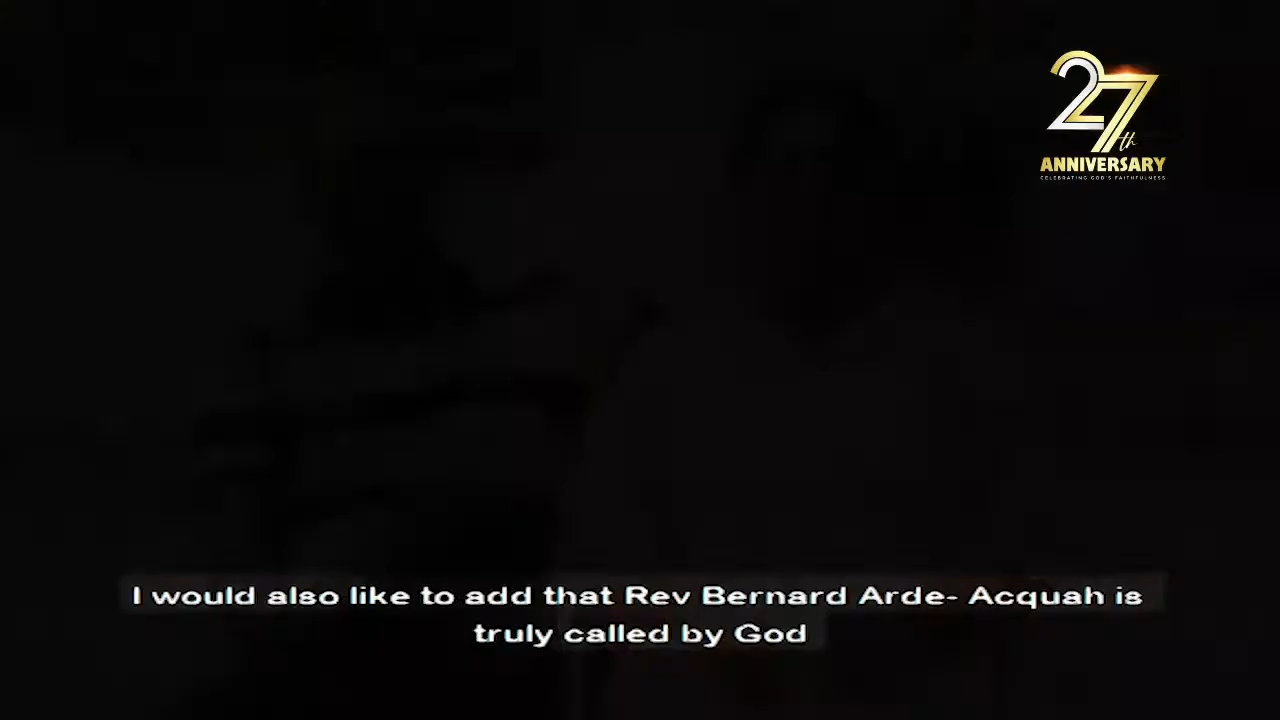 27th
ANNIVERSARY
CELEBRATING GOD'S FAITHFULNESS
I would also like to add that Rev Bernard Arde- Acquah is
truly called by God